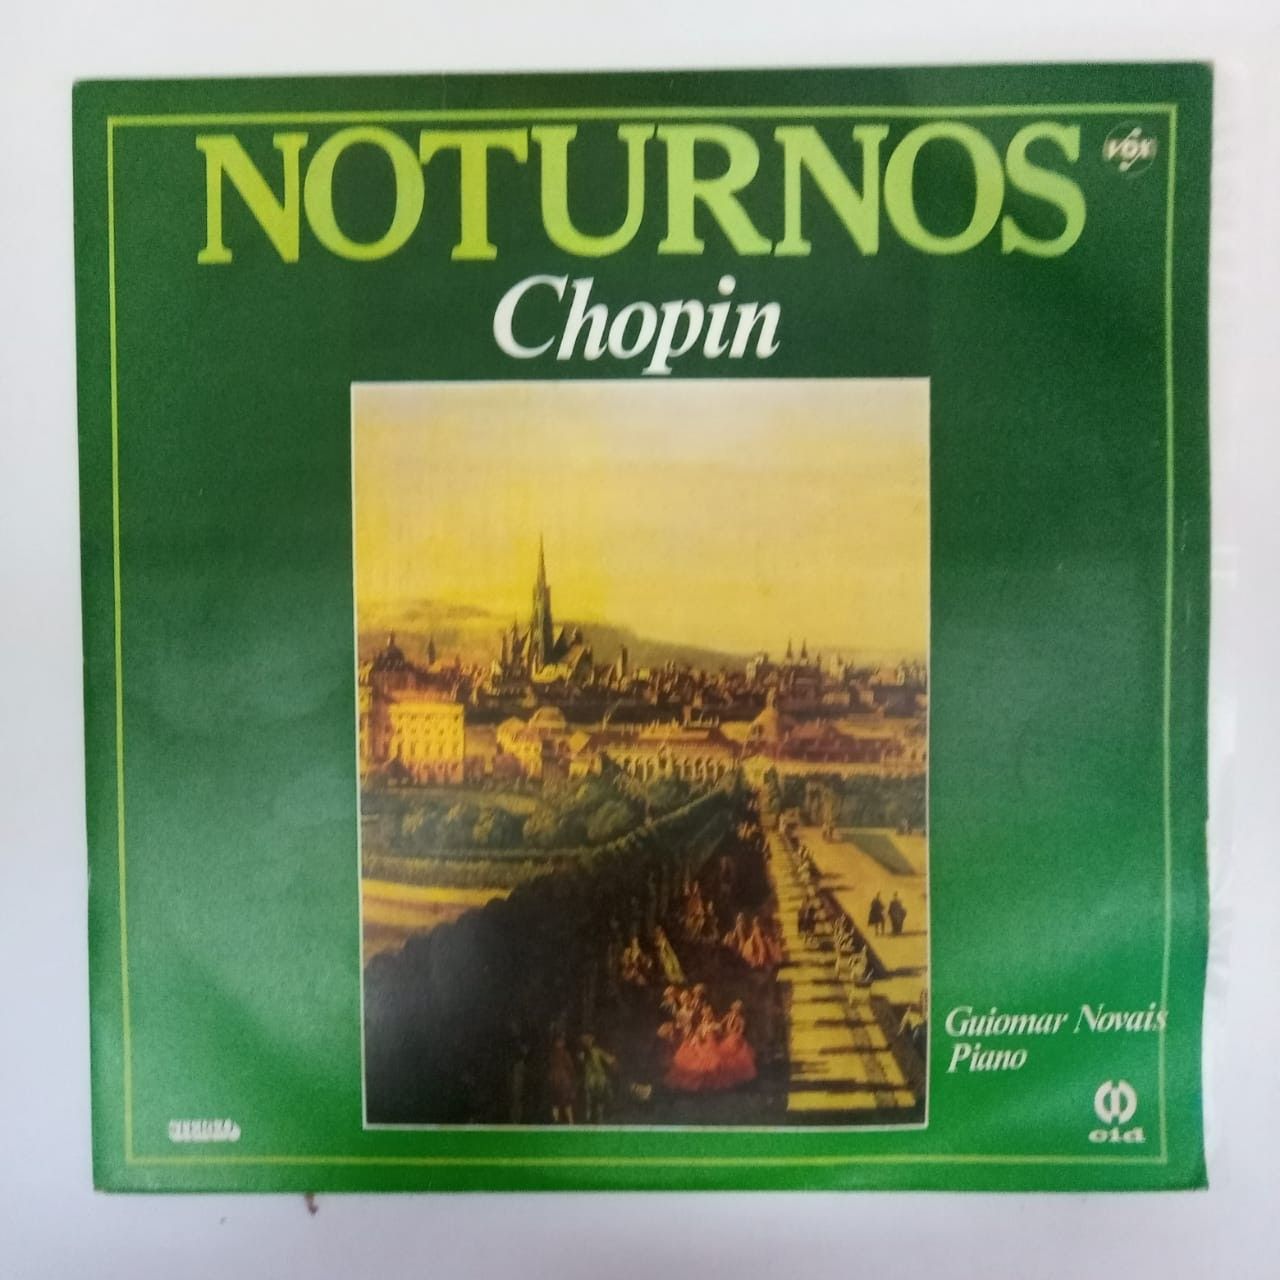 NOTURNOS
VOX
Chopin
Guiomar Novais
Piano
cid